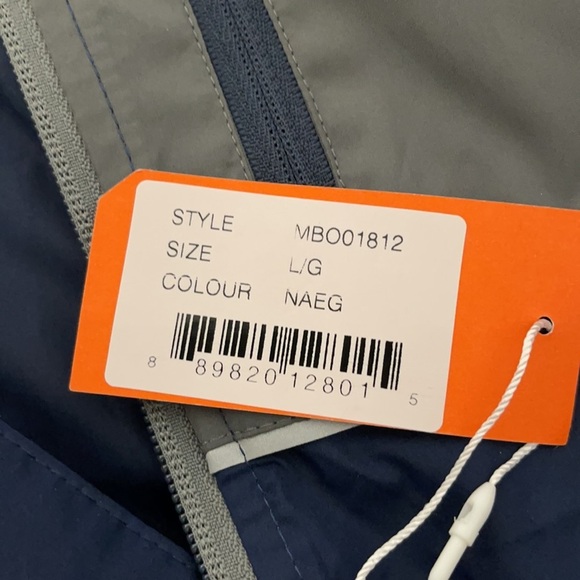 STYLE MBO01812
SIZE L/G
COLOUR NAEG
8 89820 12801 5